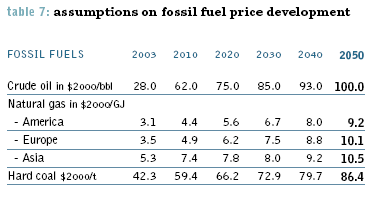 table 7: assumptions on fossil fuel price development
FOSSIL FUELS 2003 2010 2020 2030 2040 2050
Crude oil in $2000/bbl 28.0 62.0 75.0 85.0 93.0 100.0
Natural gas in $2000/GJ
- America 3.1 4.4 5.6 6.7 8.0 9.2
- Europe 3.5 4.9 6.2 7.5 8.8 10.1
- Asia 5.3 7.4 7.8 8.0 9.2 10.5
Hard coal $2000/t 42.3 59.4 66.2 72.9 79.7 86.4